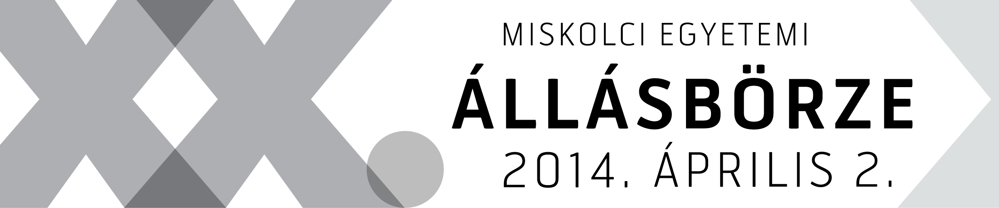 XX.
MISKOLCI EGYETEMI
ÁLLÁSBÖRZE
2014. ÁPRILIS 2.